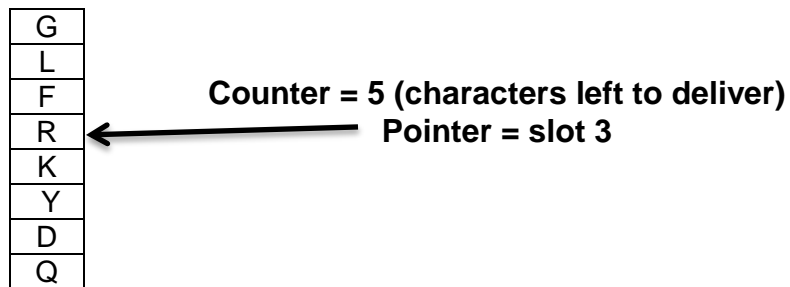 G
L
F
Counter = 5 (characters left to deliver)
R
Pointer = slot 3
K
Y
D
Q